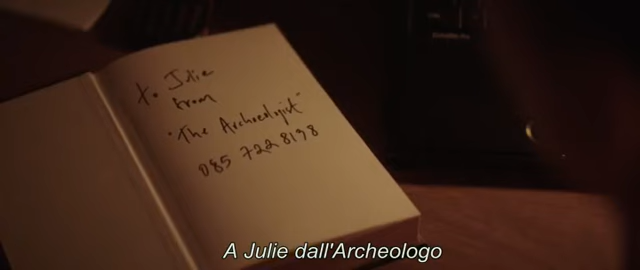 to Julie
from
"The Archeologist"
085 722 8198
A Julie dall'Archeologo